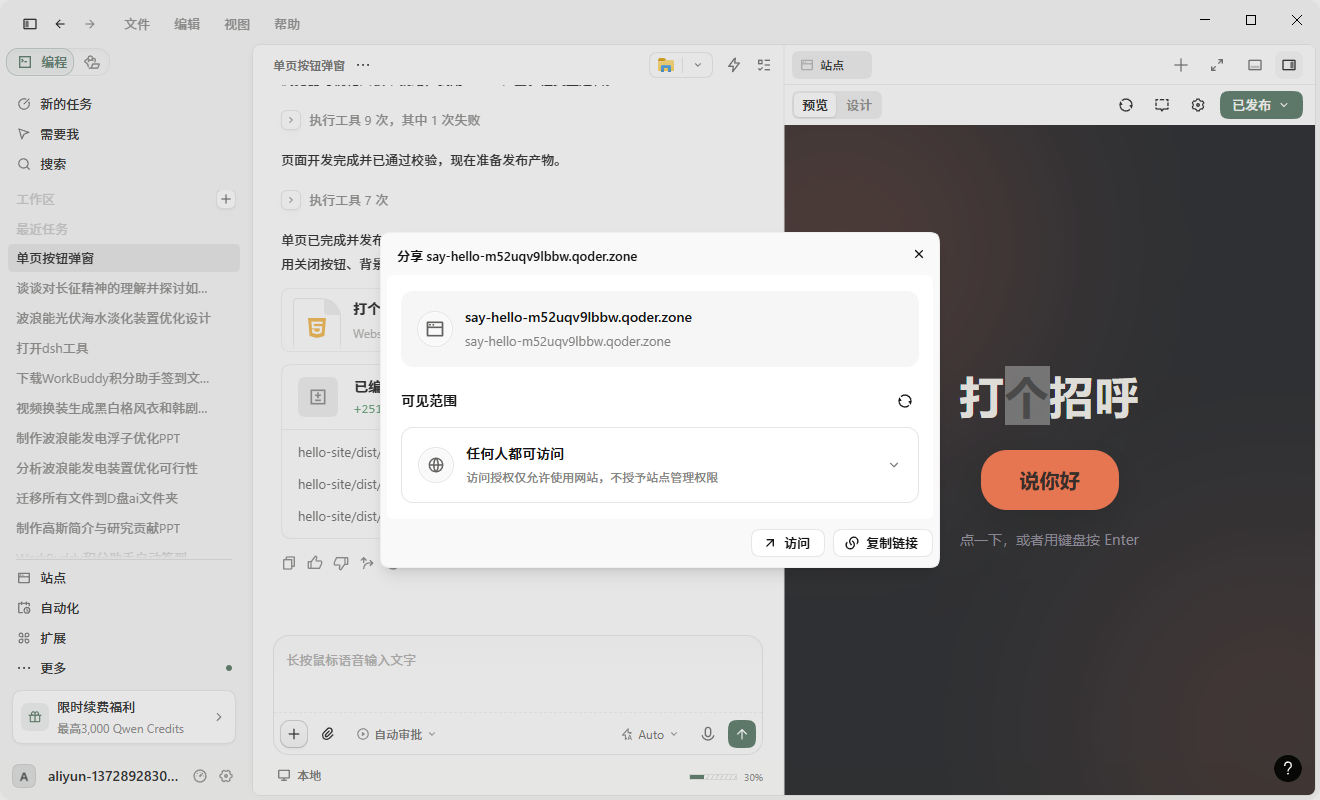 文件 编辑 视图 帮助
编程
新的任务
需要我
搜索
工作区
最近任务
单页按钮弹窗
谈谈对长征精神的理解并探讨如...
波浪能光伏海水淡化装置优化设计
打开dsh工具
下载WorkBuddy积分助手签到文...
视频换装生成黑白格风衣和韩剧...
制作波浪能发电浮子优化PPT
分析波浪能发电装置优化可行性
迁移所有文件到D盘ai文件夹
制作高斯简介与研究贡献PPT
站点
自动化
扩展
更多
限时续费福利
最高3,000 Qwen Credits
A aliyun-1372892830...
单页按钮弹窗
执行工具 9 次，其中 1 次失败
页面开发完成并已通过校验，现在准备发布产物。
执行工具 7 次
单页已完成并发布
用关闭按钮、背景
打个
Webs
已编
+251
hello-site/dist/
hello-site/dist/
hello-site/dist/
长按鼠标语音输入文字
自动审批
Auto
本地
30%
分享 say-hello-m52uqv9lbbw.qoder.zone
say-hello-m52uqv9lbbw.qoder.zone
say-hello-m52uqv9lbbw.qoder.zone
可见范围
任何人都可访问
访问授权仅允许使用网站，不授予站点管理权限
访问
复制链接
站点
预览 设计
已发布
打个招呼
说你好
点一下，或者用键盘按 Enter
?